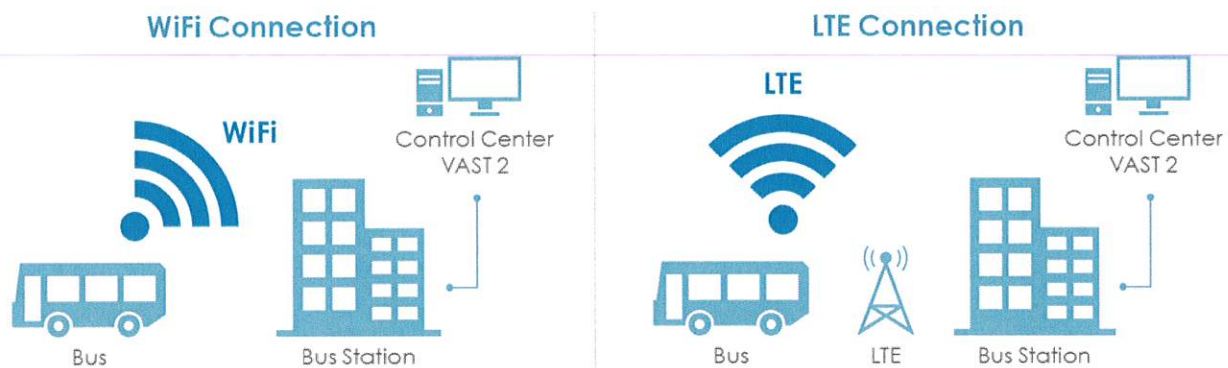 WiFi Connection
WiFi
Control Center
VAST 2
Bus
Bus Station
LTE Connection
LTE
Control Center
VAST 2
Bus
LTE
Bus Station